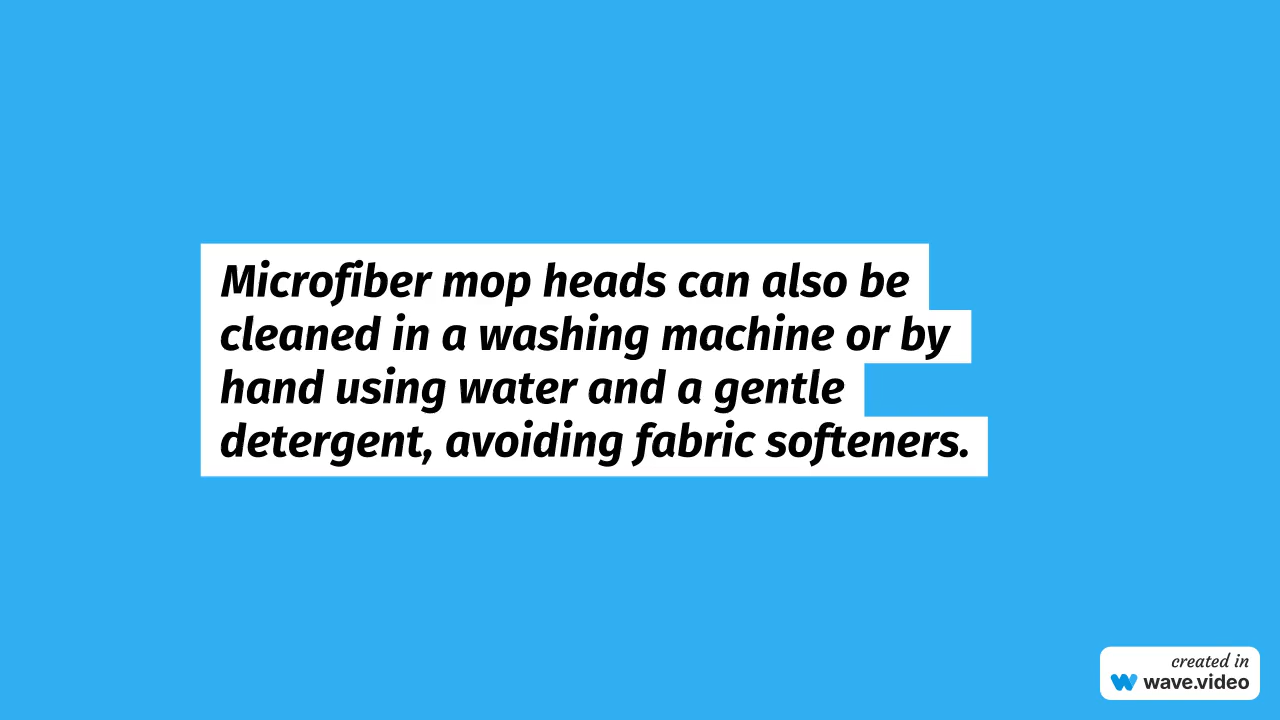 Microfiber mop heads can also be
cleaned in a washing machine or by
hand using water and a gentle
detergent, avoiding fabric softeners.
created in
wave.video